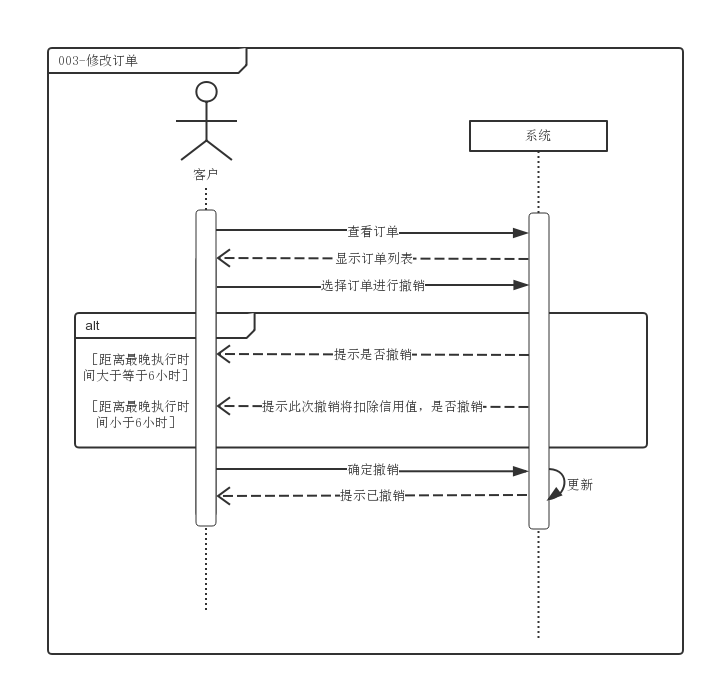 003-修改订单
客户
系统
查看订单
显示订单列表
选择订单进行撤销
alt
[距离最晚执行时
间大于等于6小时]
提示是否撤销
[距离最晚执行时
间小于6小时]
提示此次撤销将扣除信用值，是否撤销
确定撤销
更新
提示已撤销